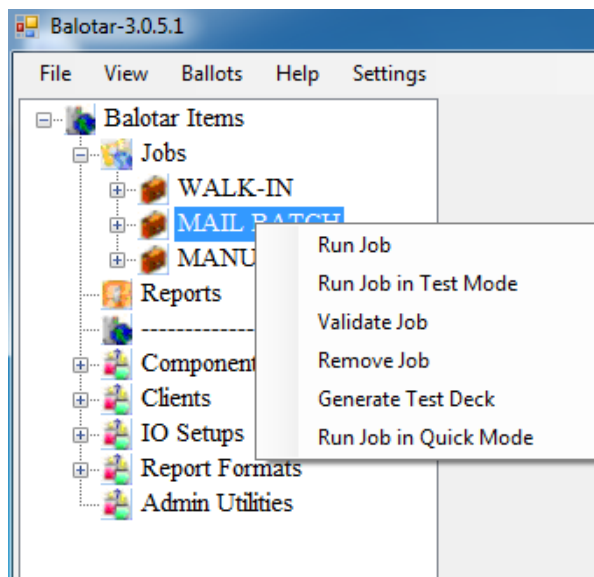 Balotar-3.0.5.1
File View Ballots Help Settings
Balotar Items
Jobs
WALK-IN
MAIL BATCH
MANU
Reports
-------------
Component
Clients
IO Setups
Report Formats
Admin Utilities
Run Job
Run Job in Test Mode
Validate Job
Remove Job
Generate Test Deck
Run Job in Quick Mode